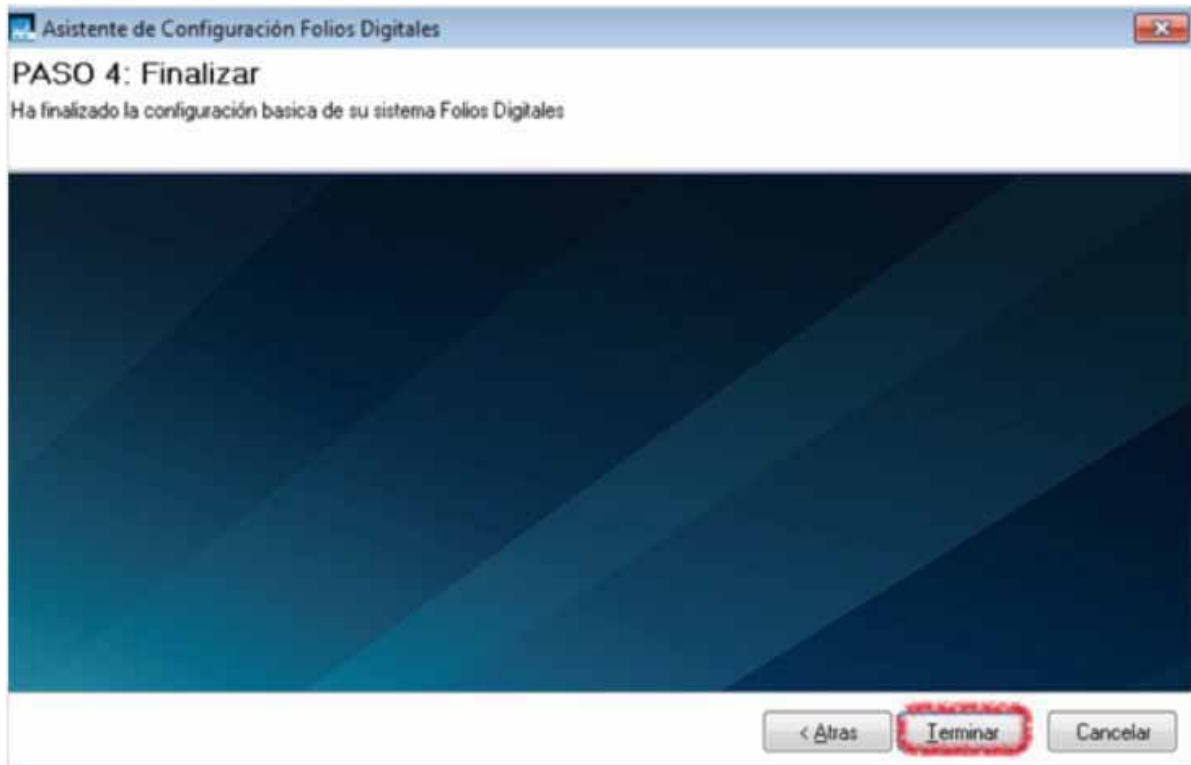 Asistente de Configuración Folios Digitales
PASO 4: Finalizar
Ha finalizado la configuración basica de su sistema Folios Digitales
< Atras
Terminar
Cancelar